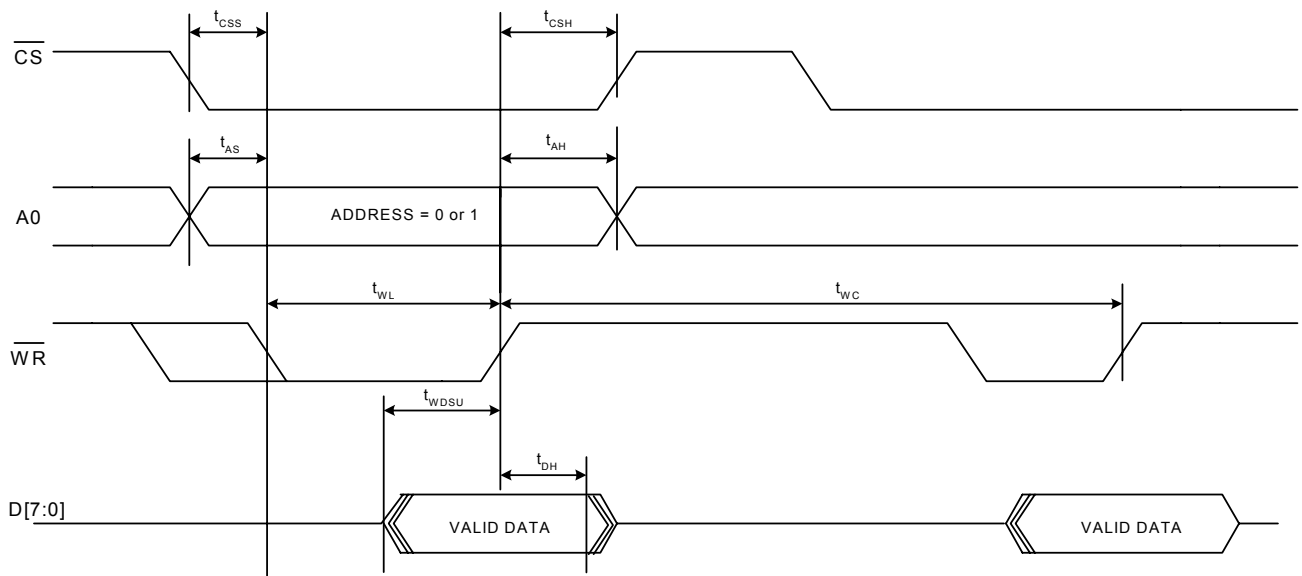 tCSS
tCSH
CS
tAS
tAH
A0
ADDRESS = 0 or 1
tWL
tWC
WR
tWDSU
tDH
D[7:0]
VALID DATA
VALID DATA